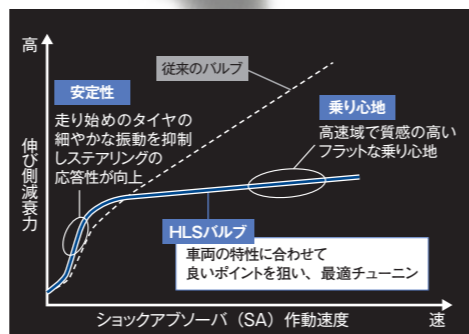 高
従来のバルブ
安定性
走り始めのタイヤの
細やかな振動を抑制
しステアリングの
応答性が向上
乗り心地
高速域で質感の高い
フラットな乗り心地
伸び側減衰力
HLSバルブ
車両の特性に合わせて
良いポイントを狙い、最適チューニン
ショックアブソーバ（SA）作動速度
速